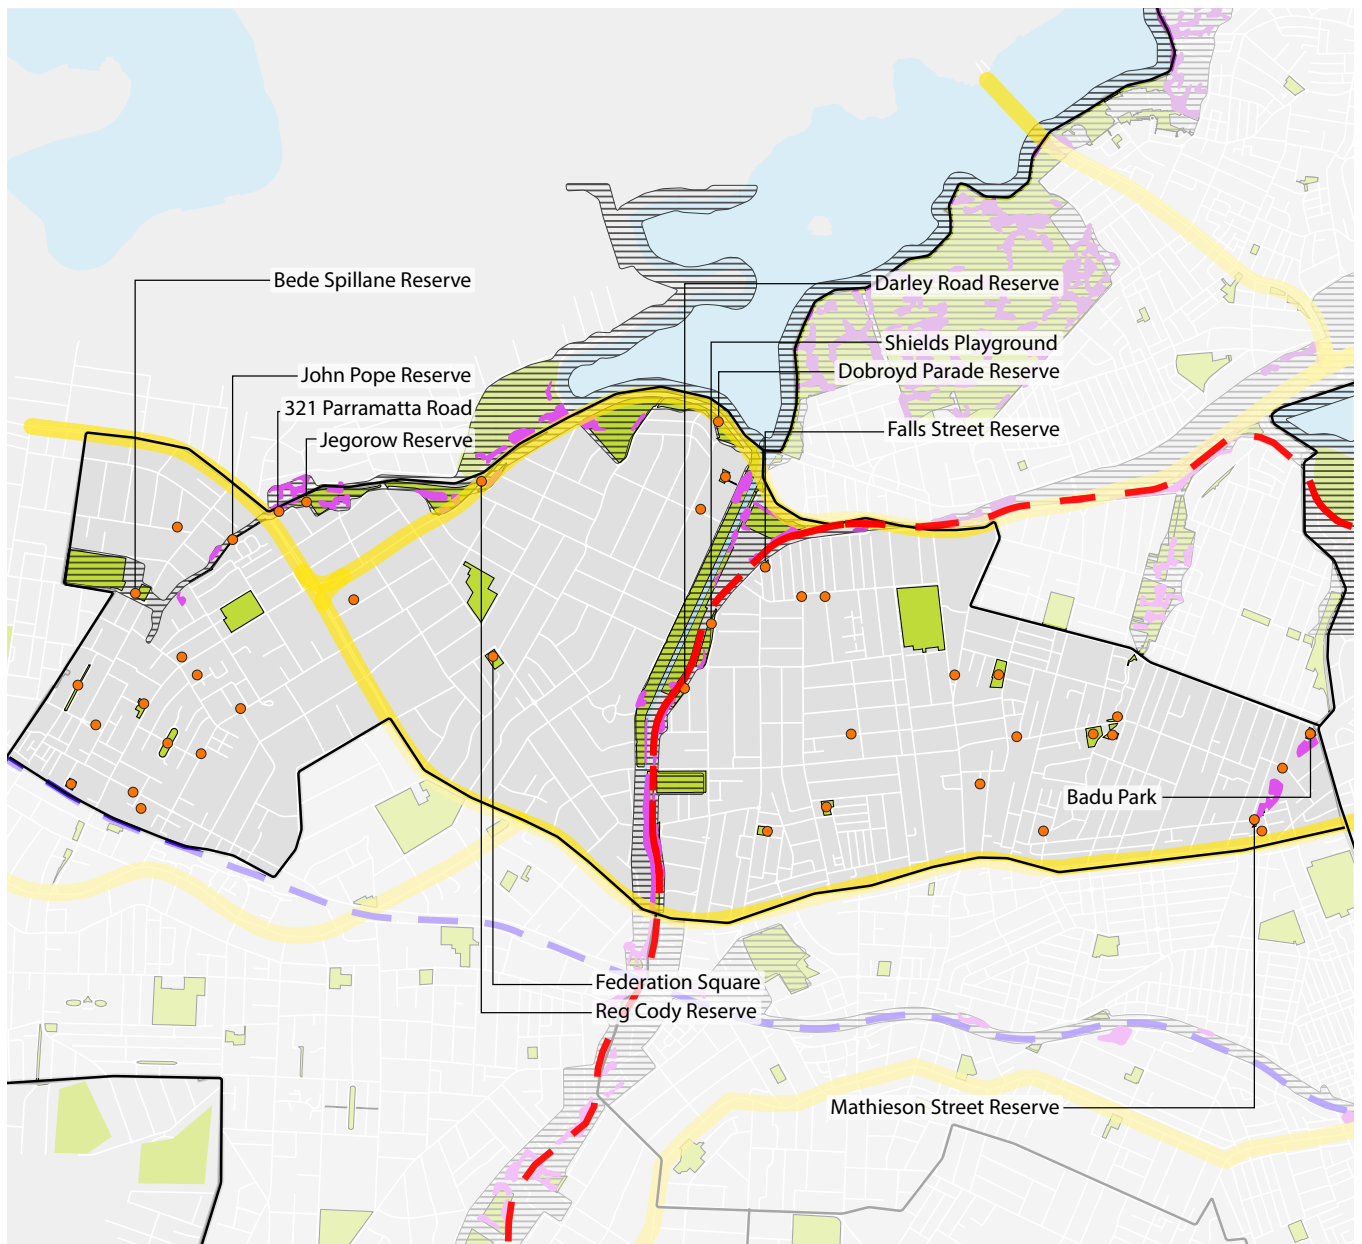 Bede Spillane Reserve
Darley Road Reserve
Shields Playground
John Pope Reserve
Dobroyd Parade Reserve
321 Parramatta Road
Falls Street Reserve
Jegorow Reserve
Badu Park
Federation Square
Reg Cody Reserve
Mathieson Street Reserve